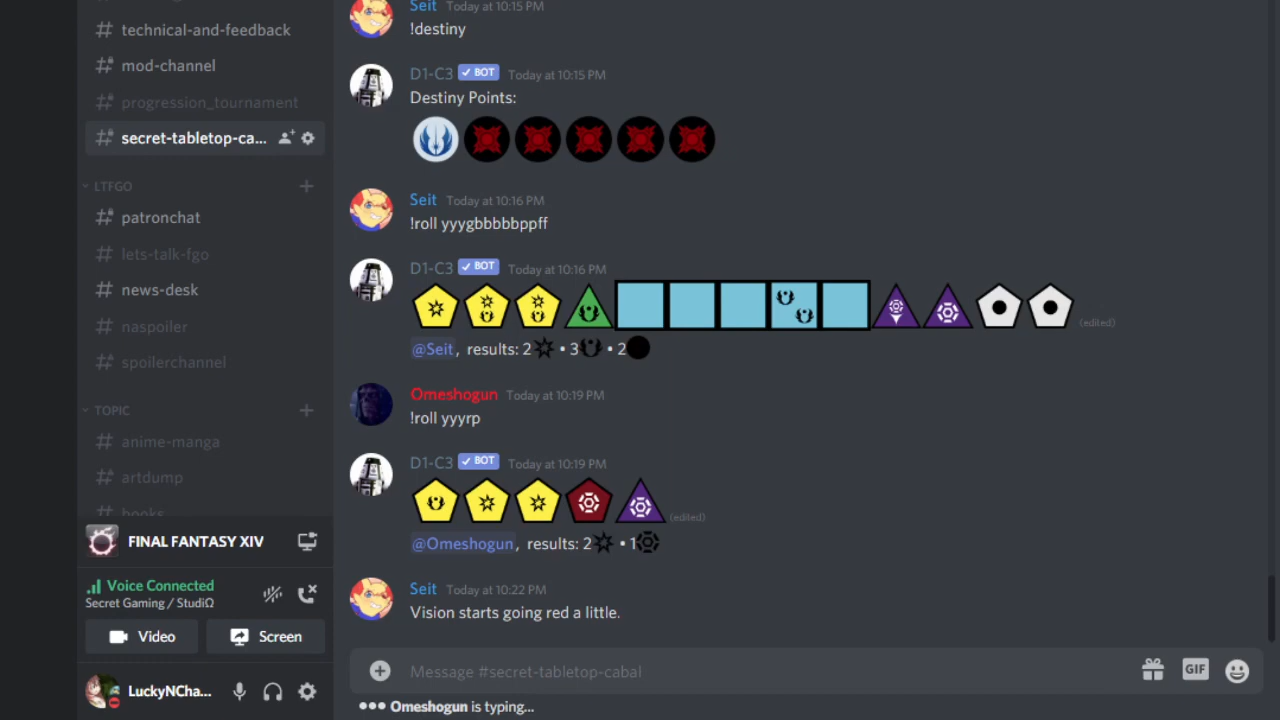 technical-and-feedback
mod-channel
progression_tournament
secret-tabletop-ca...
LTFGO
patronchat
lets-talk-fgo
news-desk
naspoiler
spoilerchannel
TOPIC
anime-manga
artdump
books
FINAL FANTASY XIV
Voice Connected
Secret Gaming / StudiΩ
Video
Screen
LuckyNCha...
Seit Today at 10:15 PM
!destiny
D1-C3 BOT Today at 10:15 PM
Destiny Points:
Seit Today at 10:16 PM
!roll yyygbbbbbppff
D1-C3 BOT Today at 10:16 PM
(edited)
@Seit, results: 2 • 3 • 2
Omeshogun Today at 10:19 PM
!roll yyyrp
D1-C3 BOT Today at 10:19 PM
(edited)
@Omeshogun, results: 2 • 1
Seit Today at 10:22 PM
Vision starts going red a little.
Message #secret-tabletop-cabal
GIF
Omeshogun is typing...